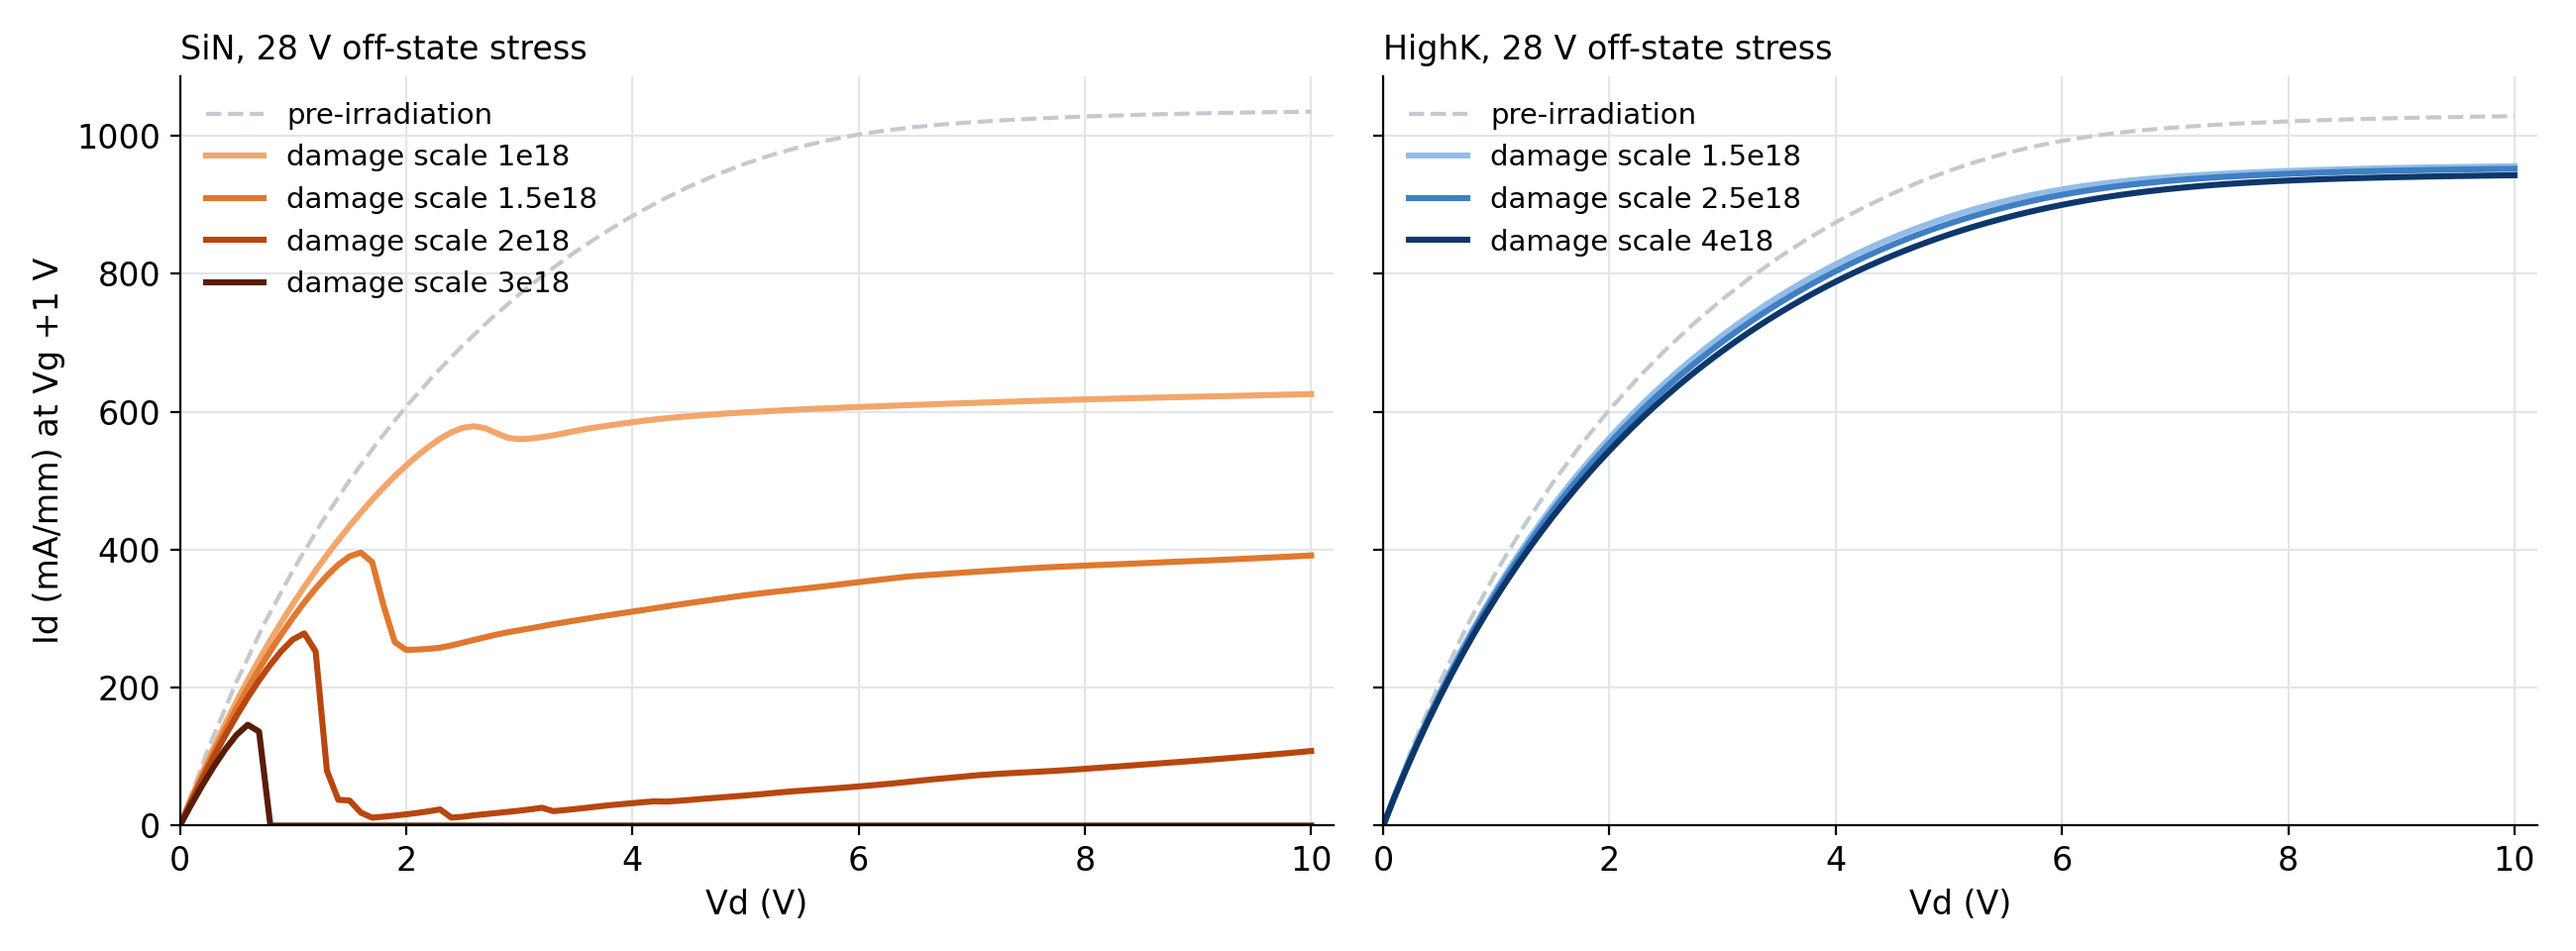 SiN, 28 V off-state stress
pre-irradiation
damage scale 1e18
damage scale 1.5e18
damage scale 2e18
damage scale 3e18
Id (mA/mm) at Vg +1 V
1000
800
600
400
200
0
0 2 4 6 8 10
Vd (V)
HighK, 28 V off-state stress
pre-irradiation
damage scale 1.5e18
damage scale 2.5e18
damage scale 4e18
0 2 4 6 8 10
Vd (V)